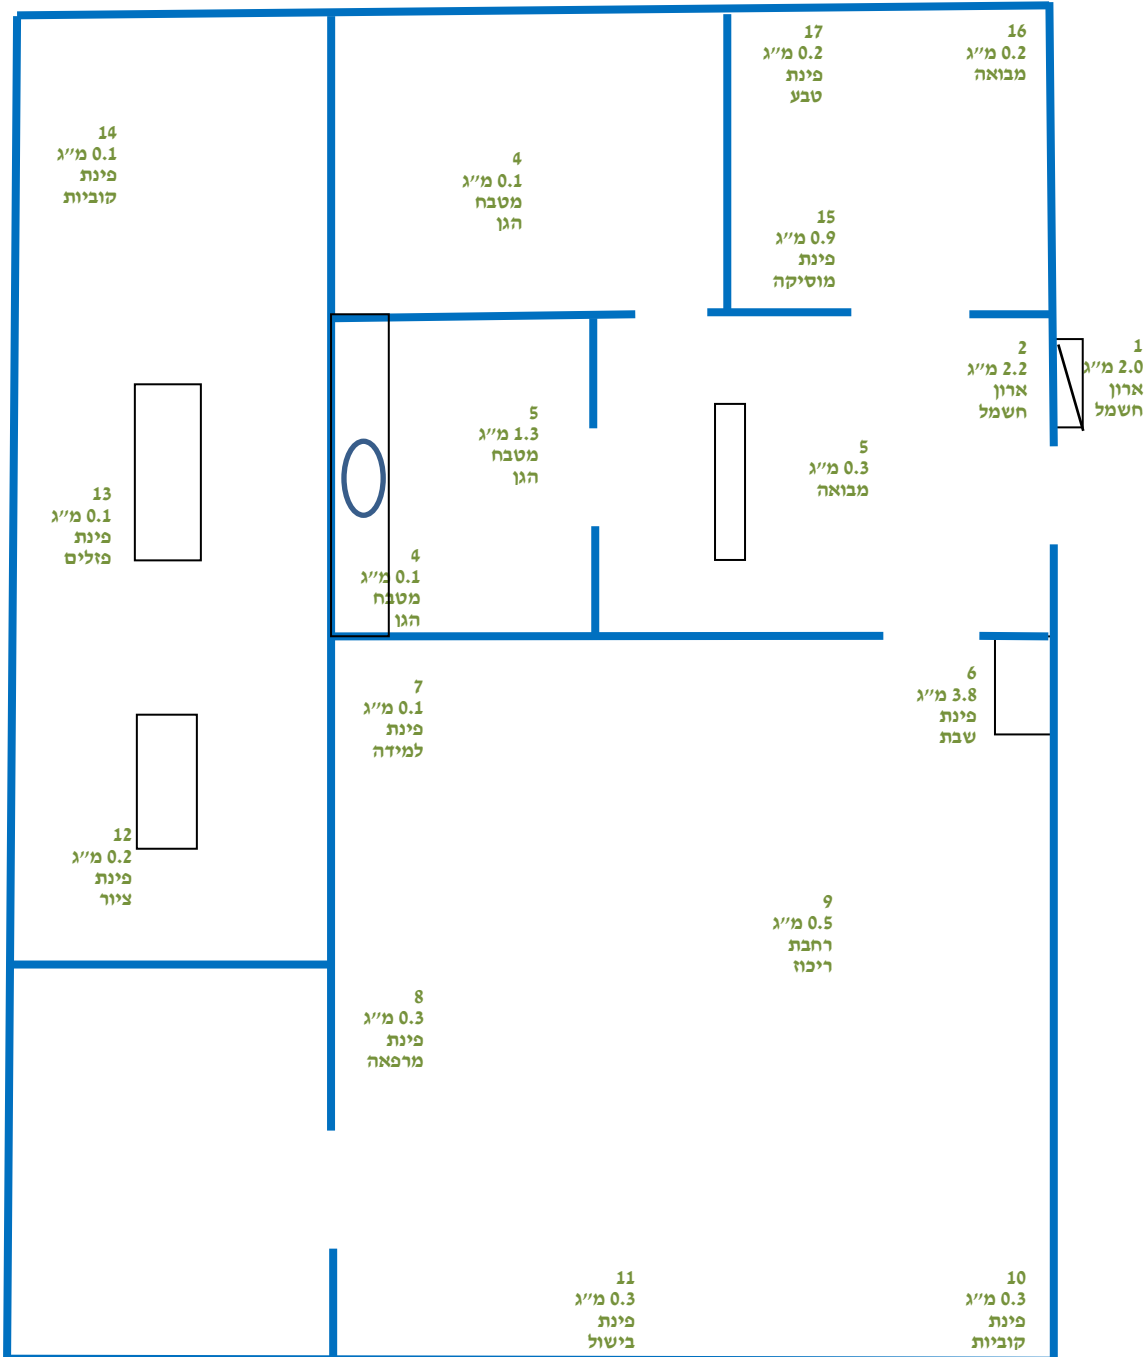 17
0.2 מ״ג
פינת
טבע
16
0.2 מ״ג
מבואה
14
0.1 מ״ג
פינת
קוביות
4
0.1 מ״ג
מטבח
הגן
15
0.9 מ״ג
פינת
מוסיקה
1
2.0 מ״ג
ארון
חשמל
2
2.2 מ״ג
ארון
חשמל
5
0.3 מ״ג
מבואה
5
1.3 מ״ג
מטבח
הגן
13
0.1 מ״ג
פינת
פזלים
4
0.1 מ״ג
מטבח
הגן
6
3.8 מ״ג
פינת
שבת
7
0.1 מ״ג
פינת
למידה
12
0.2 מ״ג
פינת
ציור
9
0.5 מ״ג
רחבת
ריכוז
8
0.3 מ״ג
פינת
מרפאה
10
0.3 מ״ג
פינת
קוביות
11
0.3 מ״ג
פינת
בישול